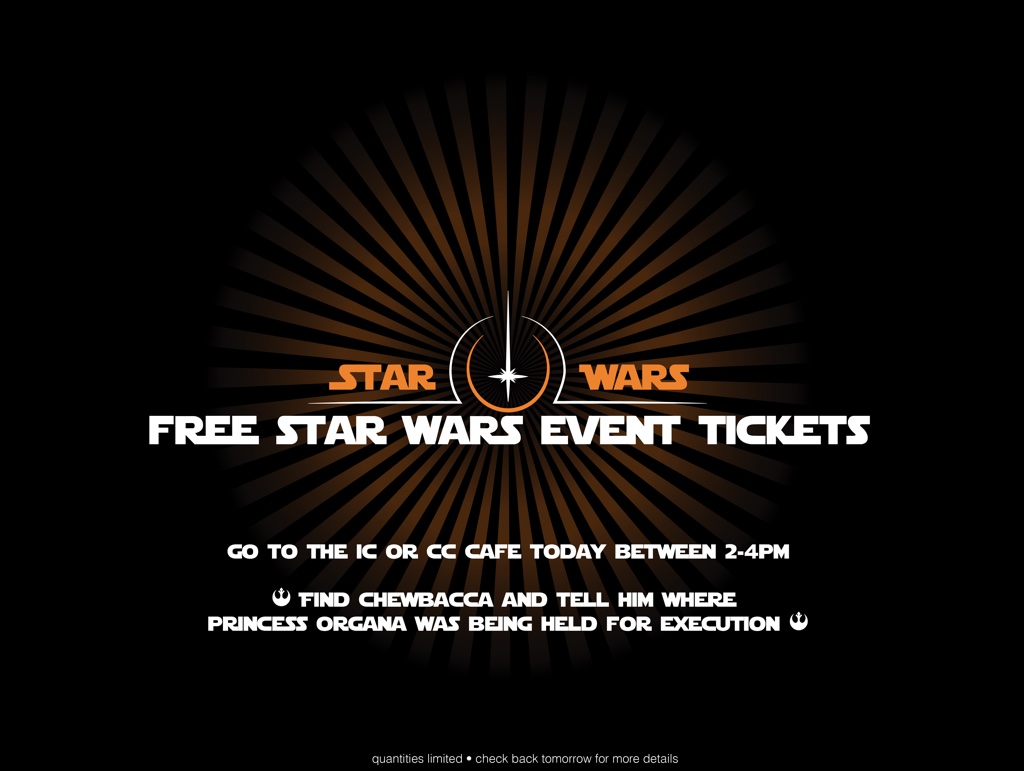 STAR WARS
FREE STAR WARS EVENT TICKETS
GO TO THE IC OR CC CAFE TODAY BETWEEN 2-4PM
FIND CHEWBACCA AND TELL HIM WHERE
PRINCESS ORGANA WAS BEING HELD FOR EXECUTION
quantities limited • check back tomorrow for more details